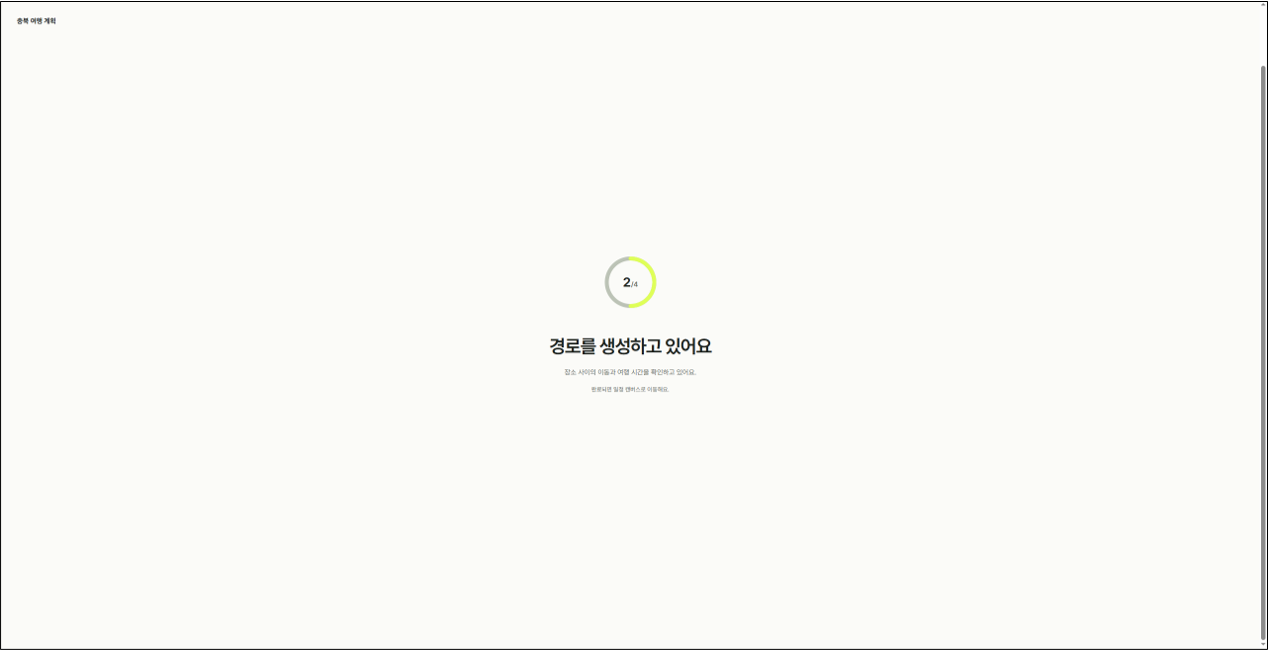 충북 여행 계획
2/4
경로를 생성하고 있어요
장소 사이의 이동과 여행 시간을 확인하고 있어요.
완료되면 일정 캔버스로 이동해요.